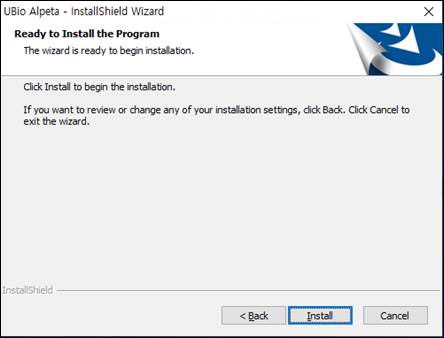 UBio Alpeta - InstallShield Wizard
Ready to Install the Program
The wizard is ready to begin installation.
Click Install to begin the installation.
If you want to review or change any of your installation settings, click Back. Click Cancel to
exit the wizard.
InstallShield
< Back
Install
Cancel